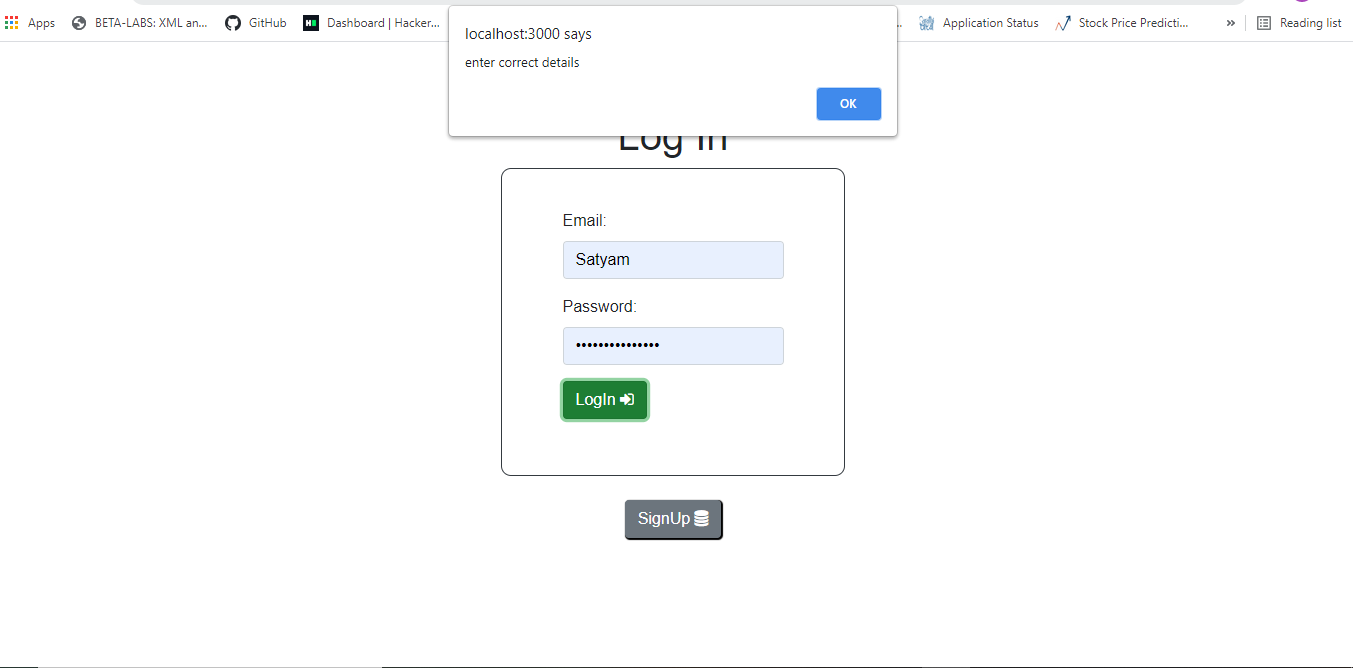 Apps BETA-LABS: XML an... GitHub Dashboard | Hacker... Application Status Stock Price Predicti... » Reading list
localhost:3000 says
enter correct details
OK
Log In
Email:
Satyam
Password:
•••••••••••••••
LogIn
SignUp